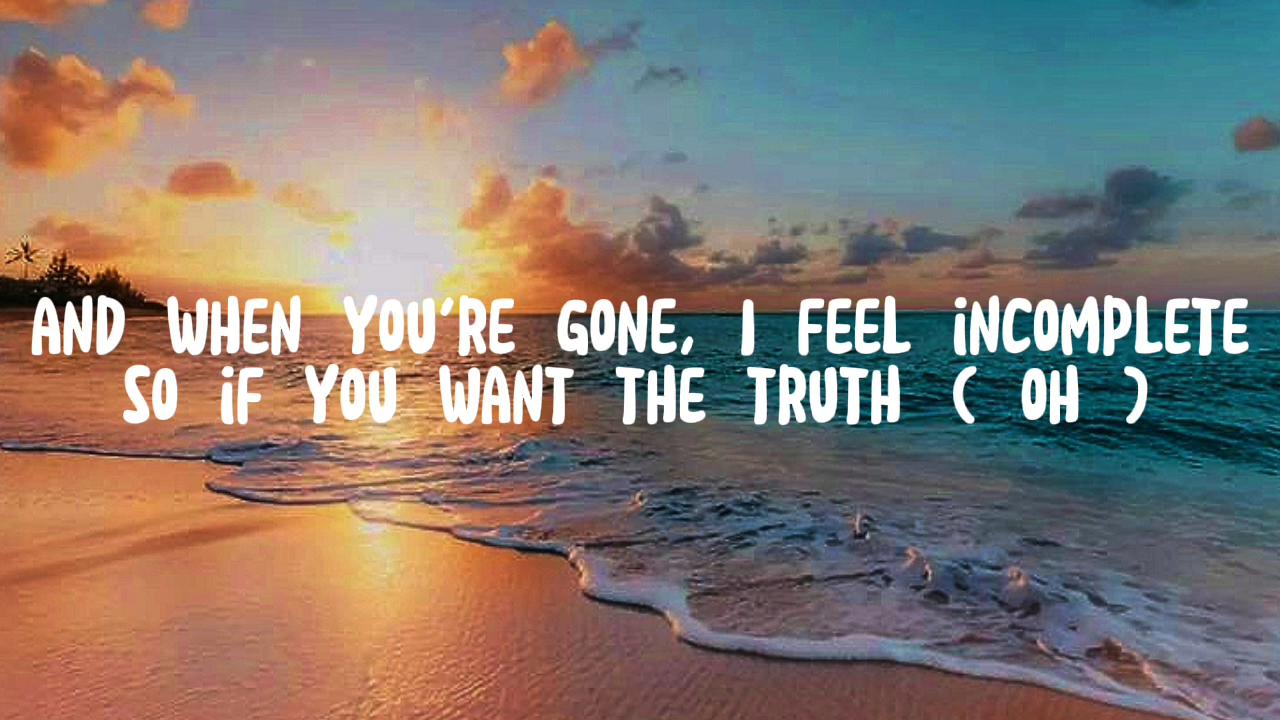 AND WHEN YOU'RE GONE, I FEEL iNCOMPLETE
SO iF YOU WANT THE TRUTH ( OH )